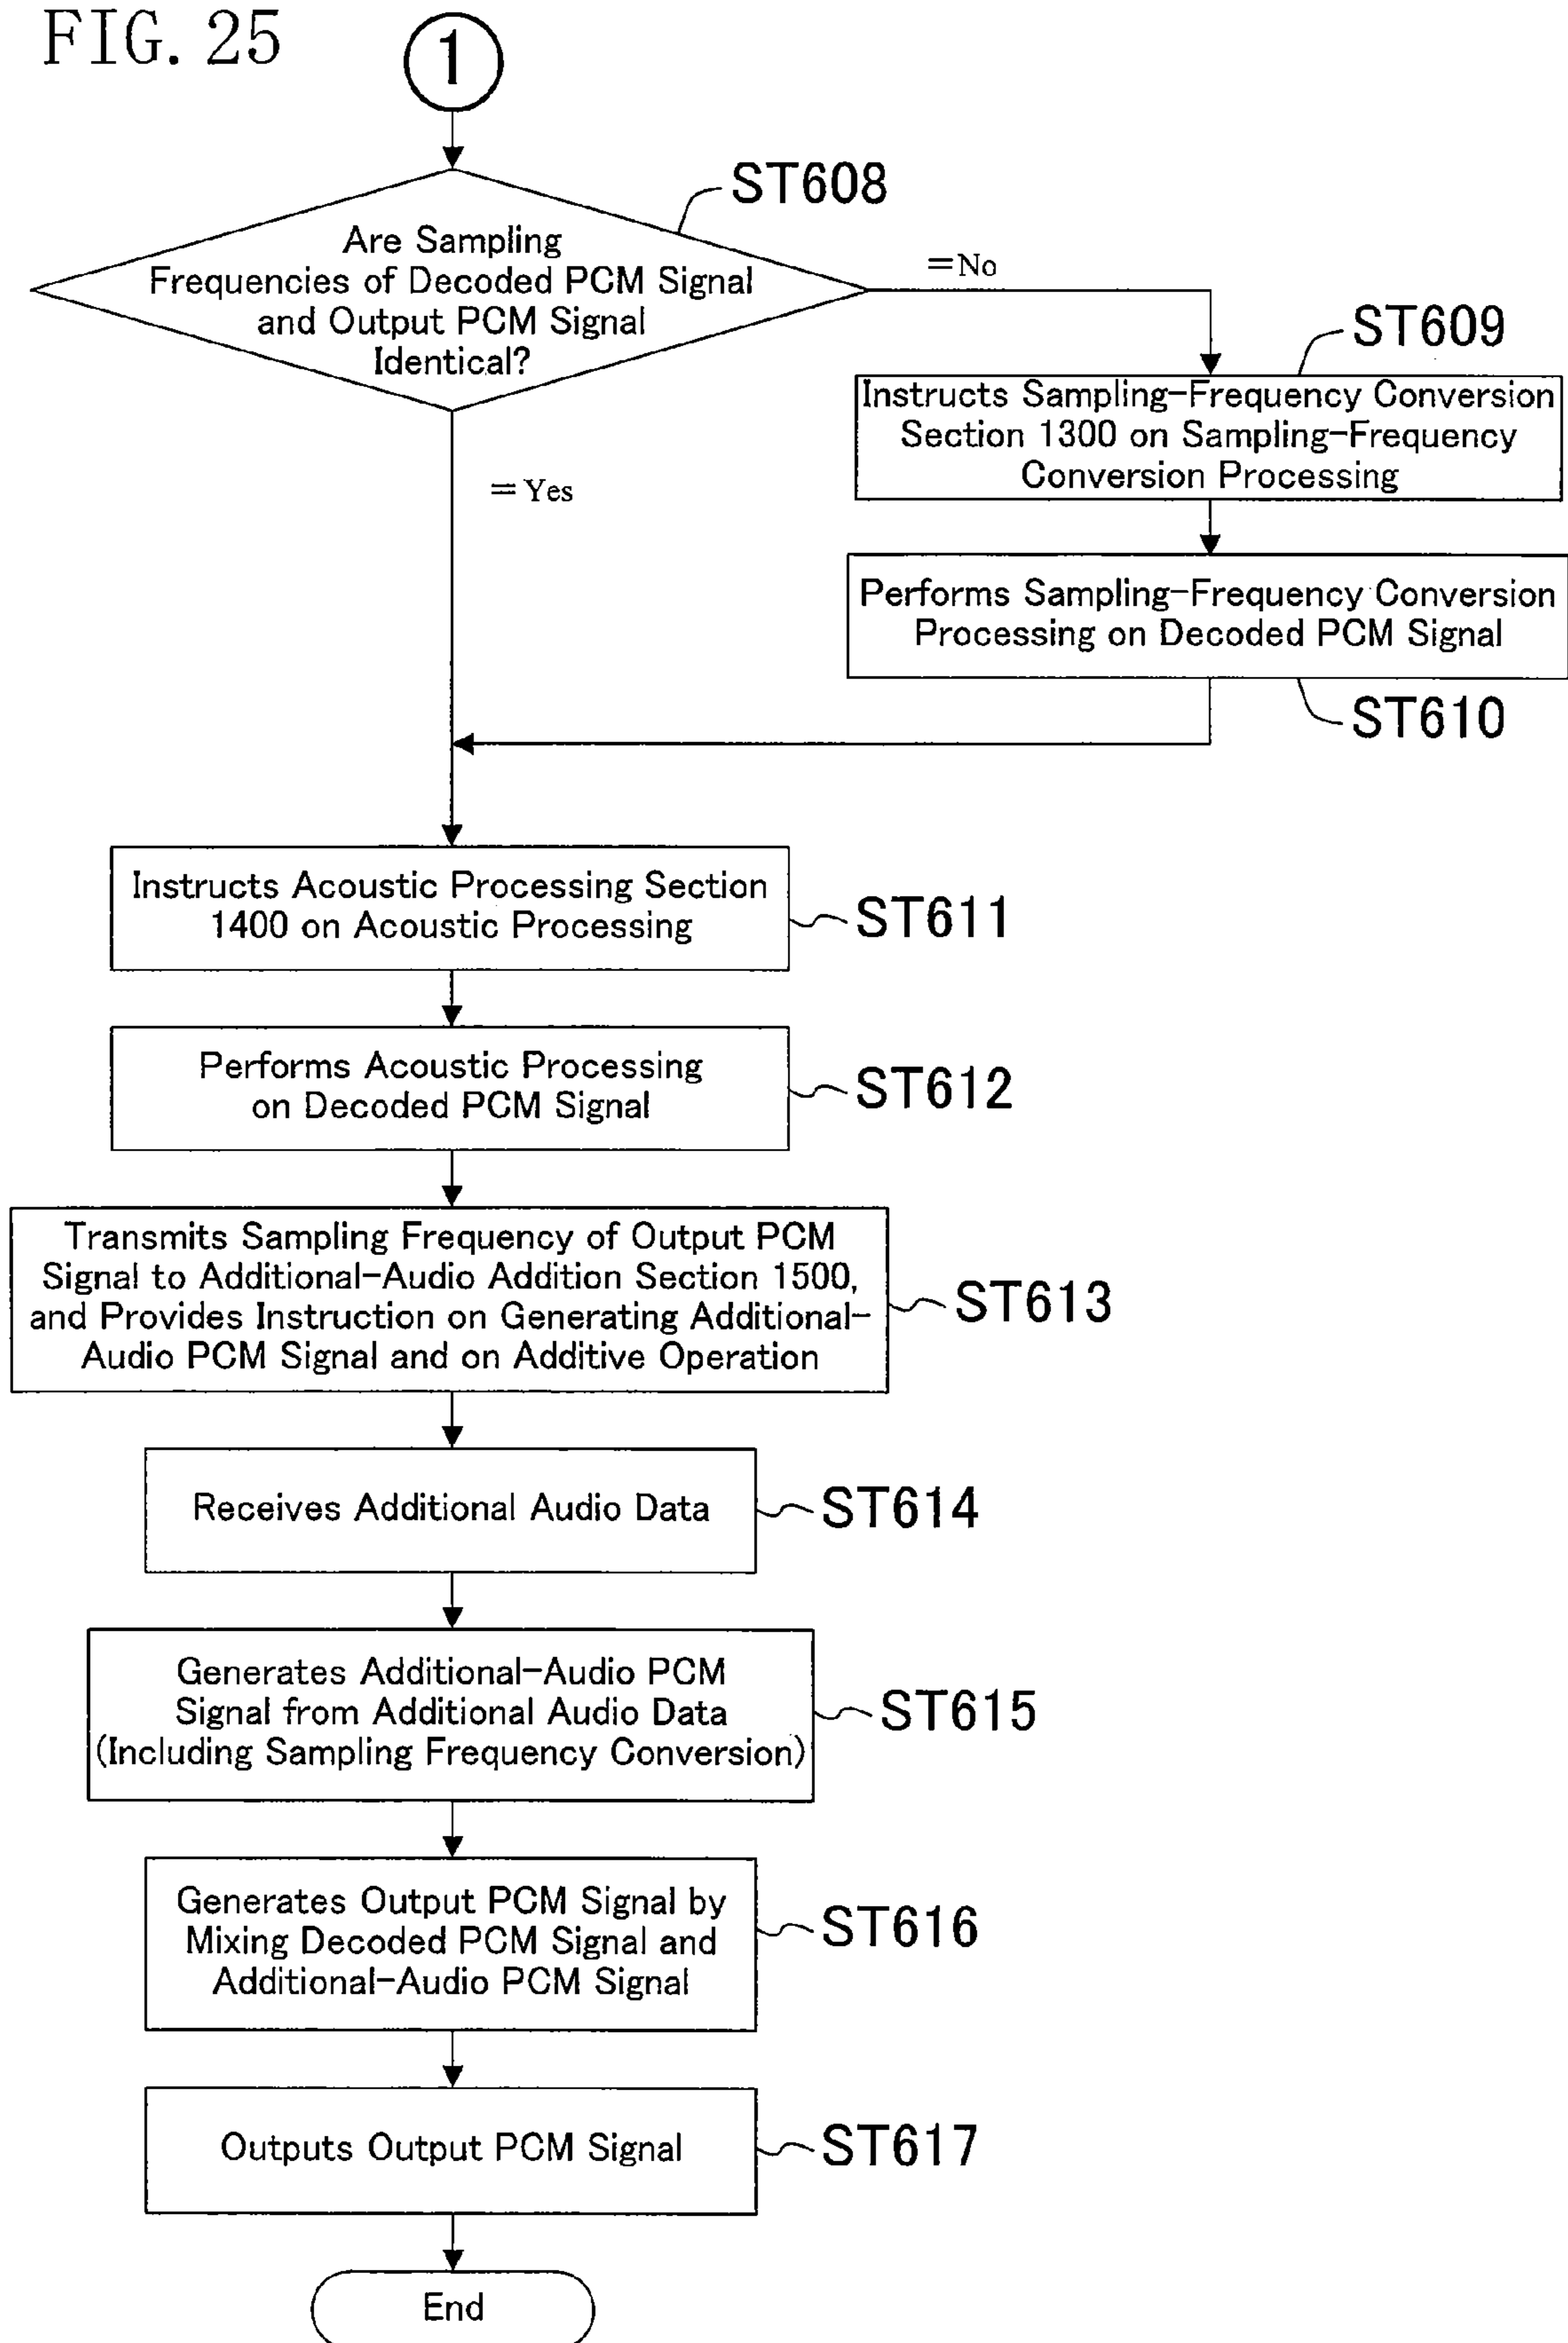 FIG. 25
1
ST608
Are Sampling
Frequencies of Decoded PCM Signal
and Output PCM Signal
Identical?
=No
ST609
Instructs Sampling-Frequency Conversion
Section 1300 on Sampling-Frequency
Conversion Processing
=Yes
Performs Sampling-Frequency Conversion
Processing on Decoded PCM Signal
ST610
Instructs Acoustic Processing Section
1400 on Acoustic Processing
ST611
Performs Acoustic Processing
on Decoded PCM Signal
ST612
Transmits Sampling Frequency of Output PCM
Signal to Additional-Audio Addition Section 1500,
and Provides Instruction on Generating Additional-
Audio PCM Signal and on Additive Operation
ST613
Receives Additional Audio Data
ST614
Generates Additional-Audio PCM
Signal from Additional Audio Data
(Including Sampling Frequency Conversion)
ST615
Generates Output PCM Signal by
Mixing Decoded PCM Signal and
Additional-Audio PCM Signal
ST616
Outputs Output PCM Signal
ST617
End